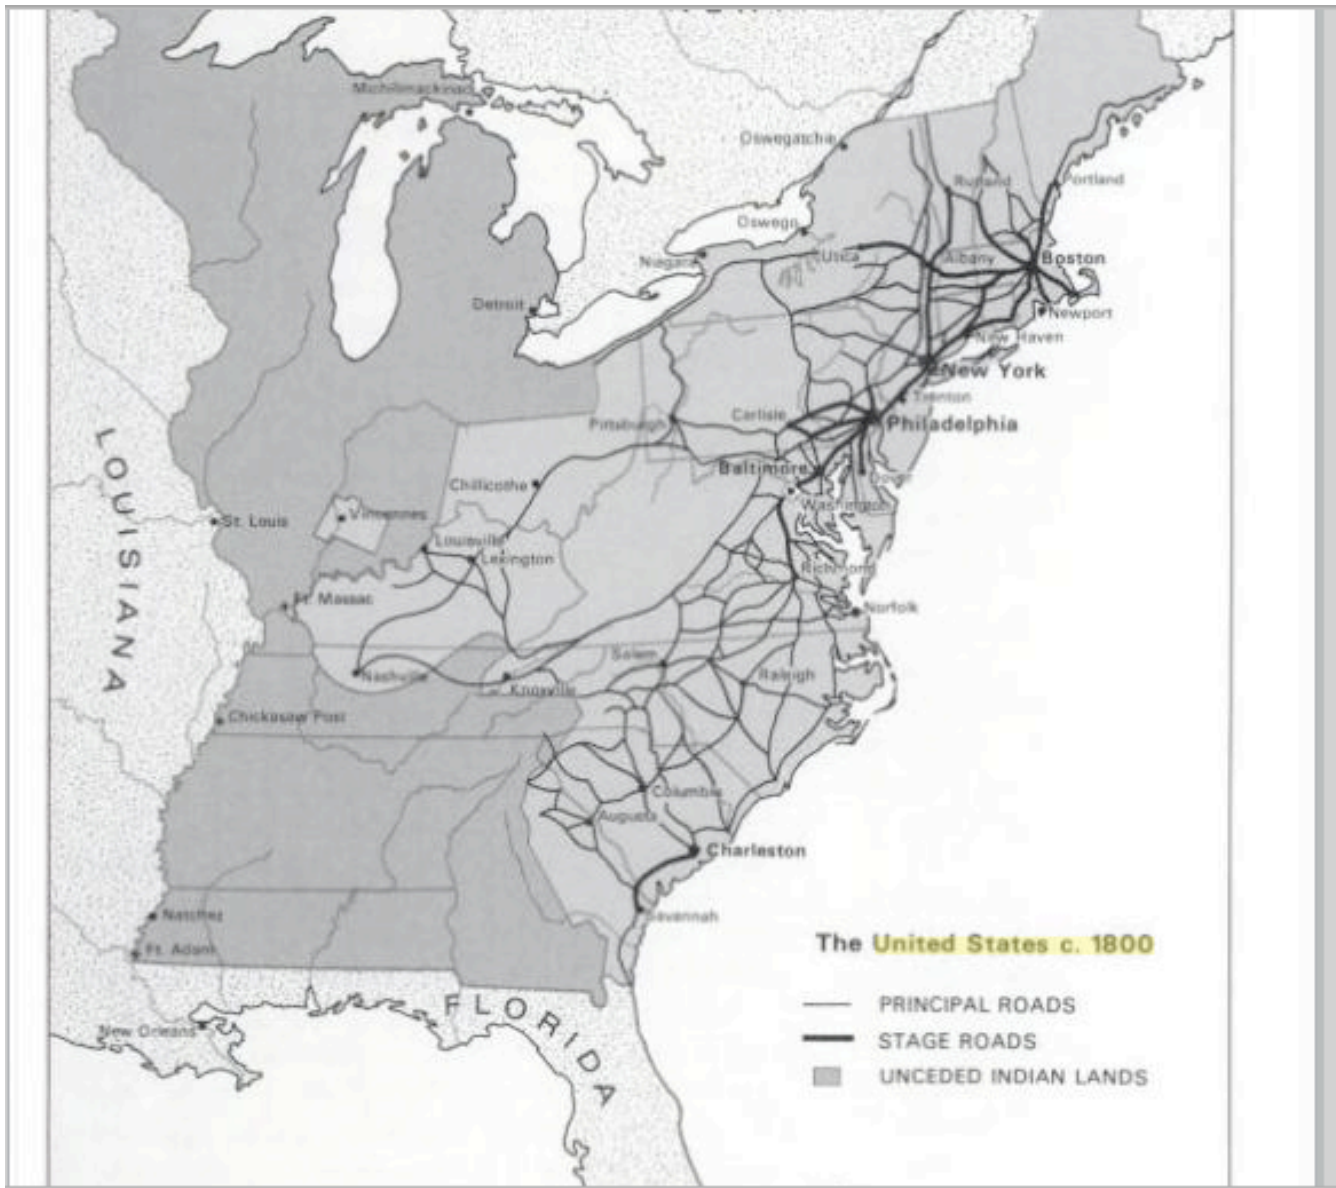 Michilimackinac
Oswegatchie
Rutland
Portland
Oswego
Utica
Albany
Boston
Niagara
Detroit
Newport
New Haven
New York
Trenton
Pittsburgh
Carlisle
Philadelphia
Baltimore
Dover
Chillicothe
Washington
LOUISIANA
St. Louis
Vincennes
Louisville
Lexington
Richmond
Ft. Massac
Norfolk
Salem
Nashville
Knoxville
Raleigh
Chickasaw Post
Columbia
Augusta
Charleston
Natchez
Savannah
Ft. Adam
The United States c. 1800
FLORIDA
PRINCIPAL ROADS
New Orleans
STAGE ROADS
UNCEDED INDIAN LANDS